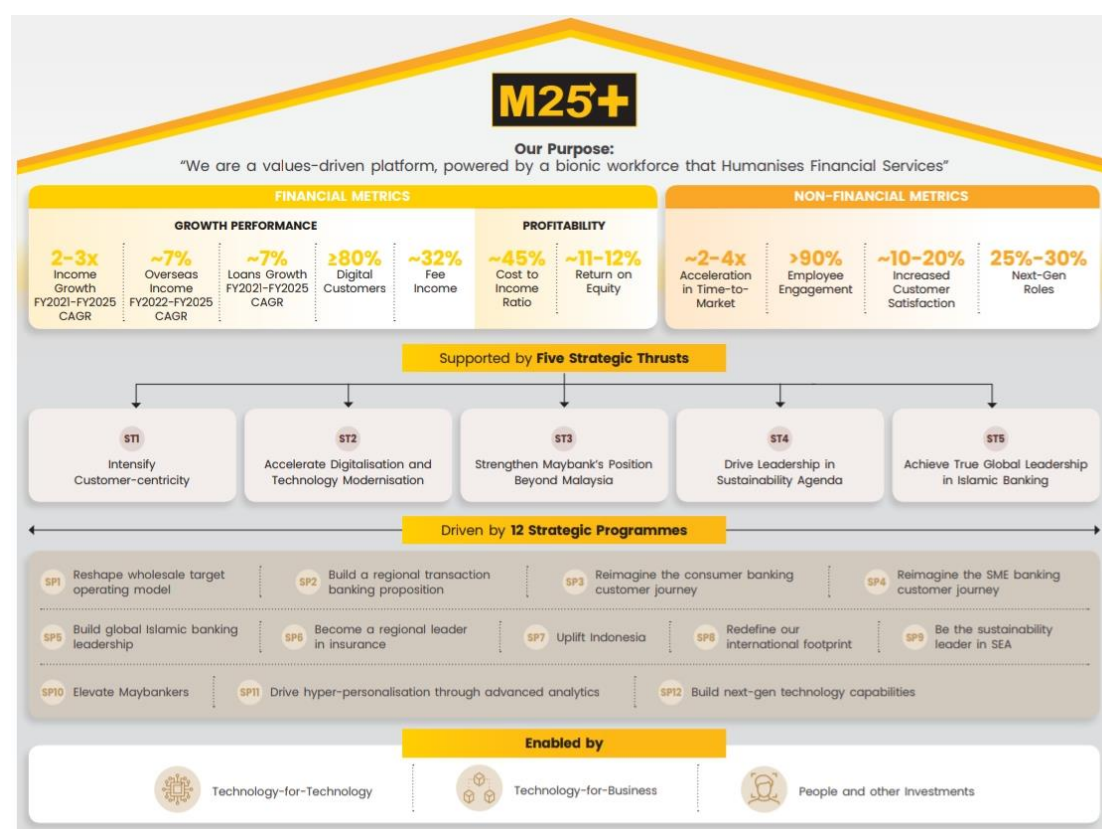 M25+
Our Purpose:
“We are a values-driven platform, powered by a bionic workforce that Humanises Financial Services”
FINANCIAL METRICS
GROWTH PERFORMANCE
PROFITABILITY
2-3x
Income
Growth
FY2021-FY2025
CAGR
~7%
Overseas
Income
FY2022-FY2025
CAGR
~7%
Loans Growth
FY2021-FY2025
CAGR
≥80%
Digital
Customers
~32%
Fee
Income
~45%
Cost to
Income
Ratio
~11-12%
Return on
Equity
NON-FINANCIAL METRICS
~2-4x
Acceleration
in Time-to-
Market
>90%
Employee
Engagement
~10-20%
Increased
Customer
Satisfaction
25%-30%
Next-Gen
Roles
Supported by Five Strategic Thrusts
ST1
Intensify
Customer-centricity
ST2
Accelerate Digitalisation and
Technology Modernisation
ST3
Strengthen Maybank's Position
Beyond Malaysia
ST4
Drive Leadership in
Sustainability Agenda
ST5
Achieve True Global Leadership
in Islamic Banking
Driven by 12 Strategic Programmes
SP1
Reshape wholesale target
operating model
SP2
Build a regional transaction
banking proposition
SP3
Reimagine the consumer banking
customer journey
SP4
Reimagine the SME banking
customer journey
SP5
Build global Islamic banking
leadership
SP6
Become a regional leader
in insurance
SP7
Uplift Indonesia
SP8
Redefine our
international footprint
SP9
Be the sustainability
leader in SEA
SP10
Elevate Maybankers
SP11
Drive hyper-personalisation through advanced analytics
SP12
Build next-gen technology capabilities
Enabled by
Technology-for-Technology
Technology-for-Business
People and other Investments